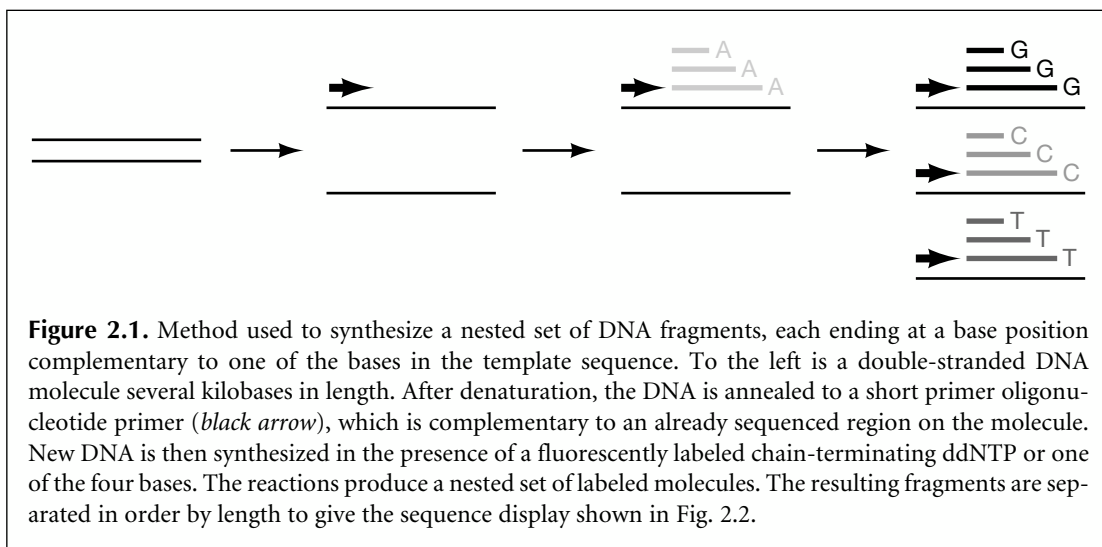 A
A
A
G
G
G
C
C
C
T
T
T
Figure 2.1. Method used to synthesize a nested set of DNA fragments, each ending at a base position
complementary to one of the bases in the template sequence. To the left is a double-stranded DNA
molecule several kilobases in length. After denaturation, the DNA is annealed to a short primer oligonu-
cleotide primer (black arrow), which is complementary to an already sequenced region on the molecule.
New DNA is then synthesized in the presence of a fluorescently labeled chain-terminating ddNTP or one
of the four bases. The reactions produce a nested set of labeled molecules. The resulting fragments are sep-
arated in order by length to give the sequence display shown in Fig. 2.2.